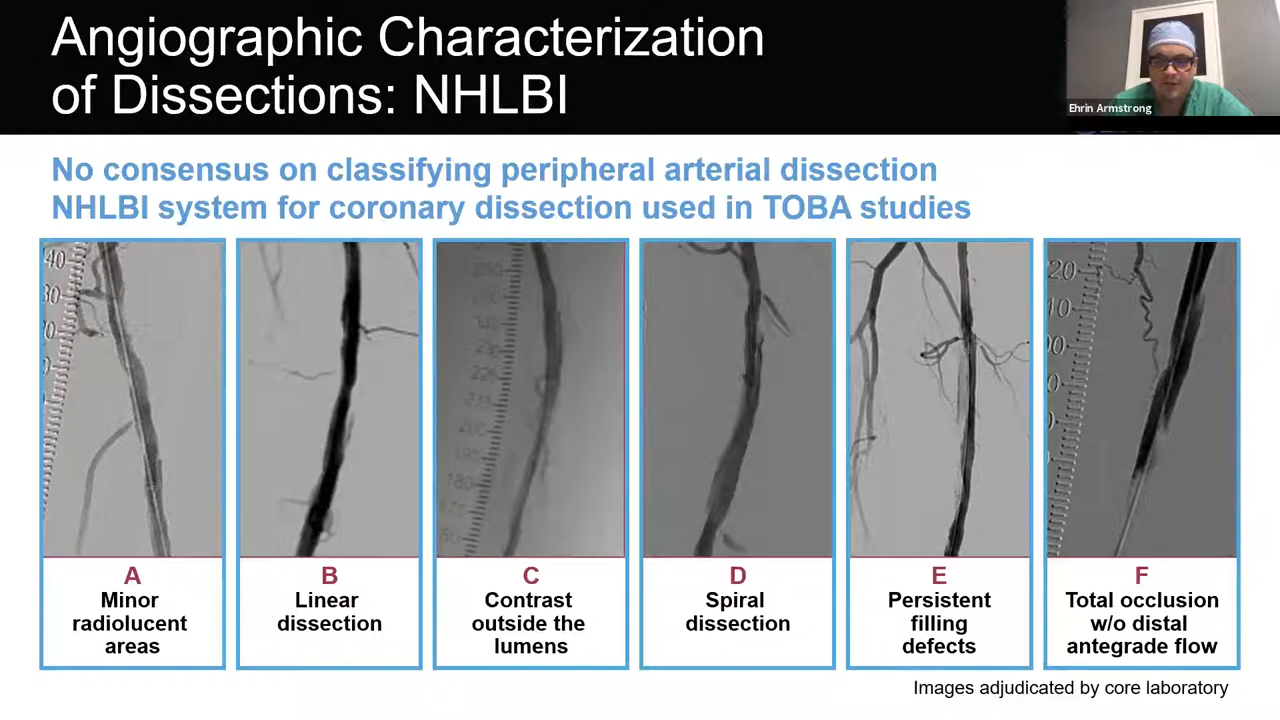 Angiographic Characterization
of Dissections: NHLBI
Ehrin Armstrong
No consensus on classifying peripheral arterial dissection
NHLBI system for coronary dissection used in TOBA studies
A
Minor
radiolucent
areas
B
Linear
dissection
C
Contrast
outside the
lumens
D
Spiral
dissection
E
Persistent
filling
defects
F
Total occlusion
w/o distal
antegrade flow
Images adjudicated by core laboratory